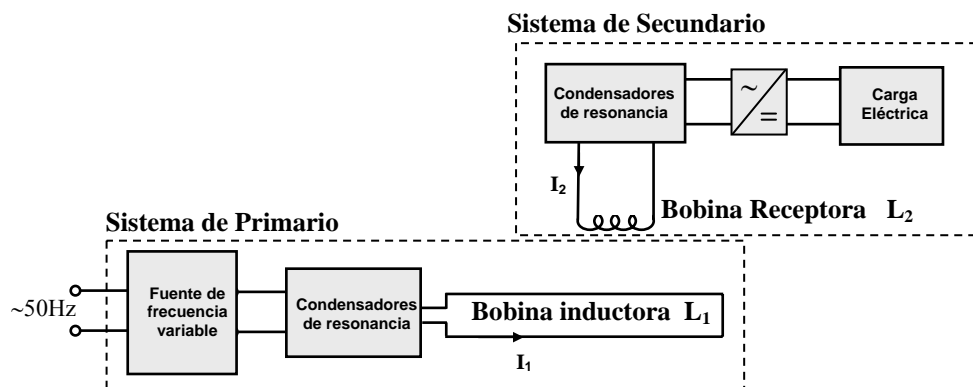 Sistema de Secundario
Condensadores
de resonancia
~
=
Carga
Eléctrica
I2
Bobina Receptora L2
Sistema de Primario
~50Hz
Fuente de
frecuencia
variable
Condensadores
de resonancia
Bobina inductora L1
I1